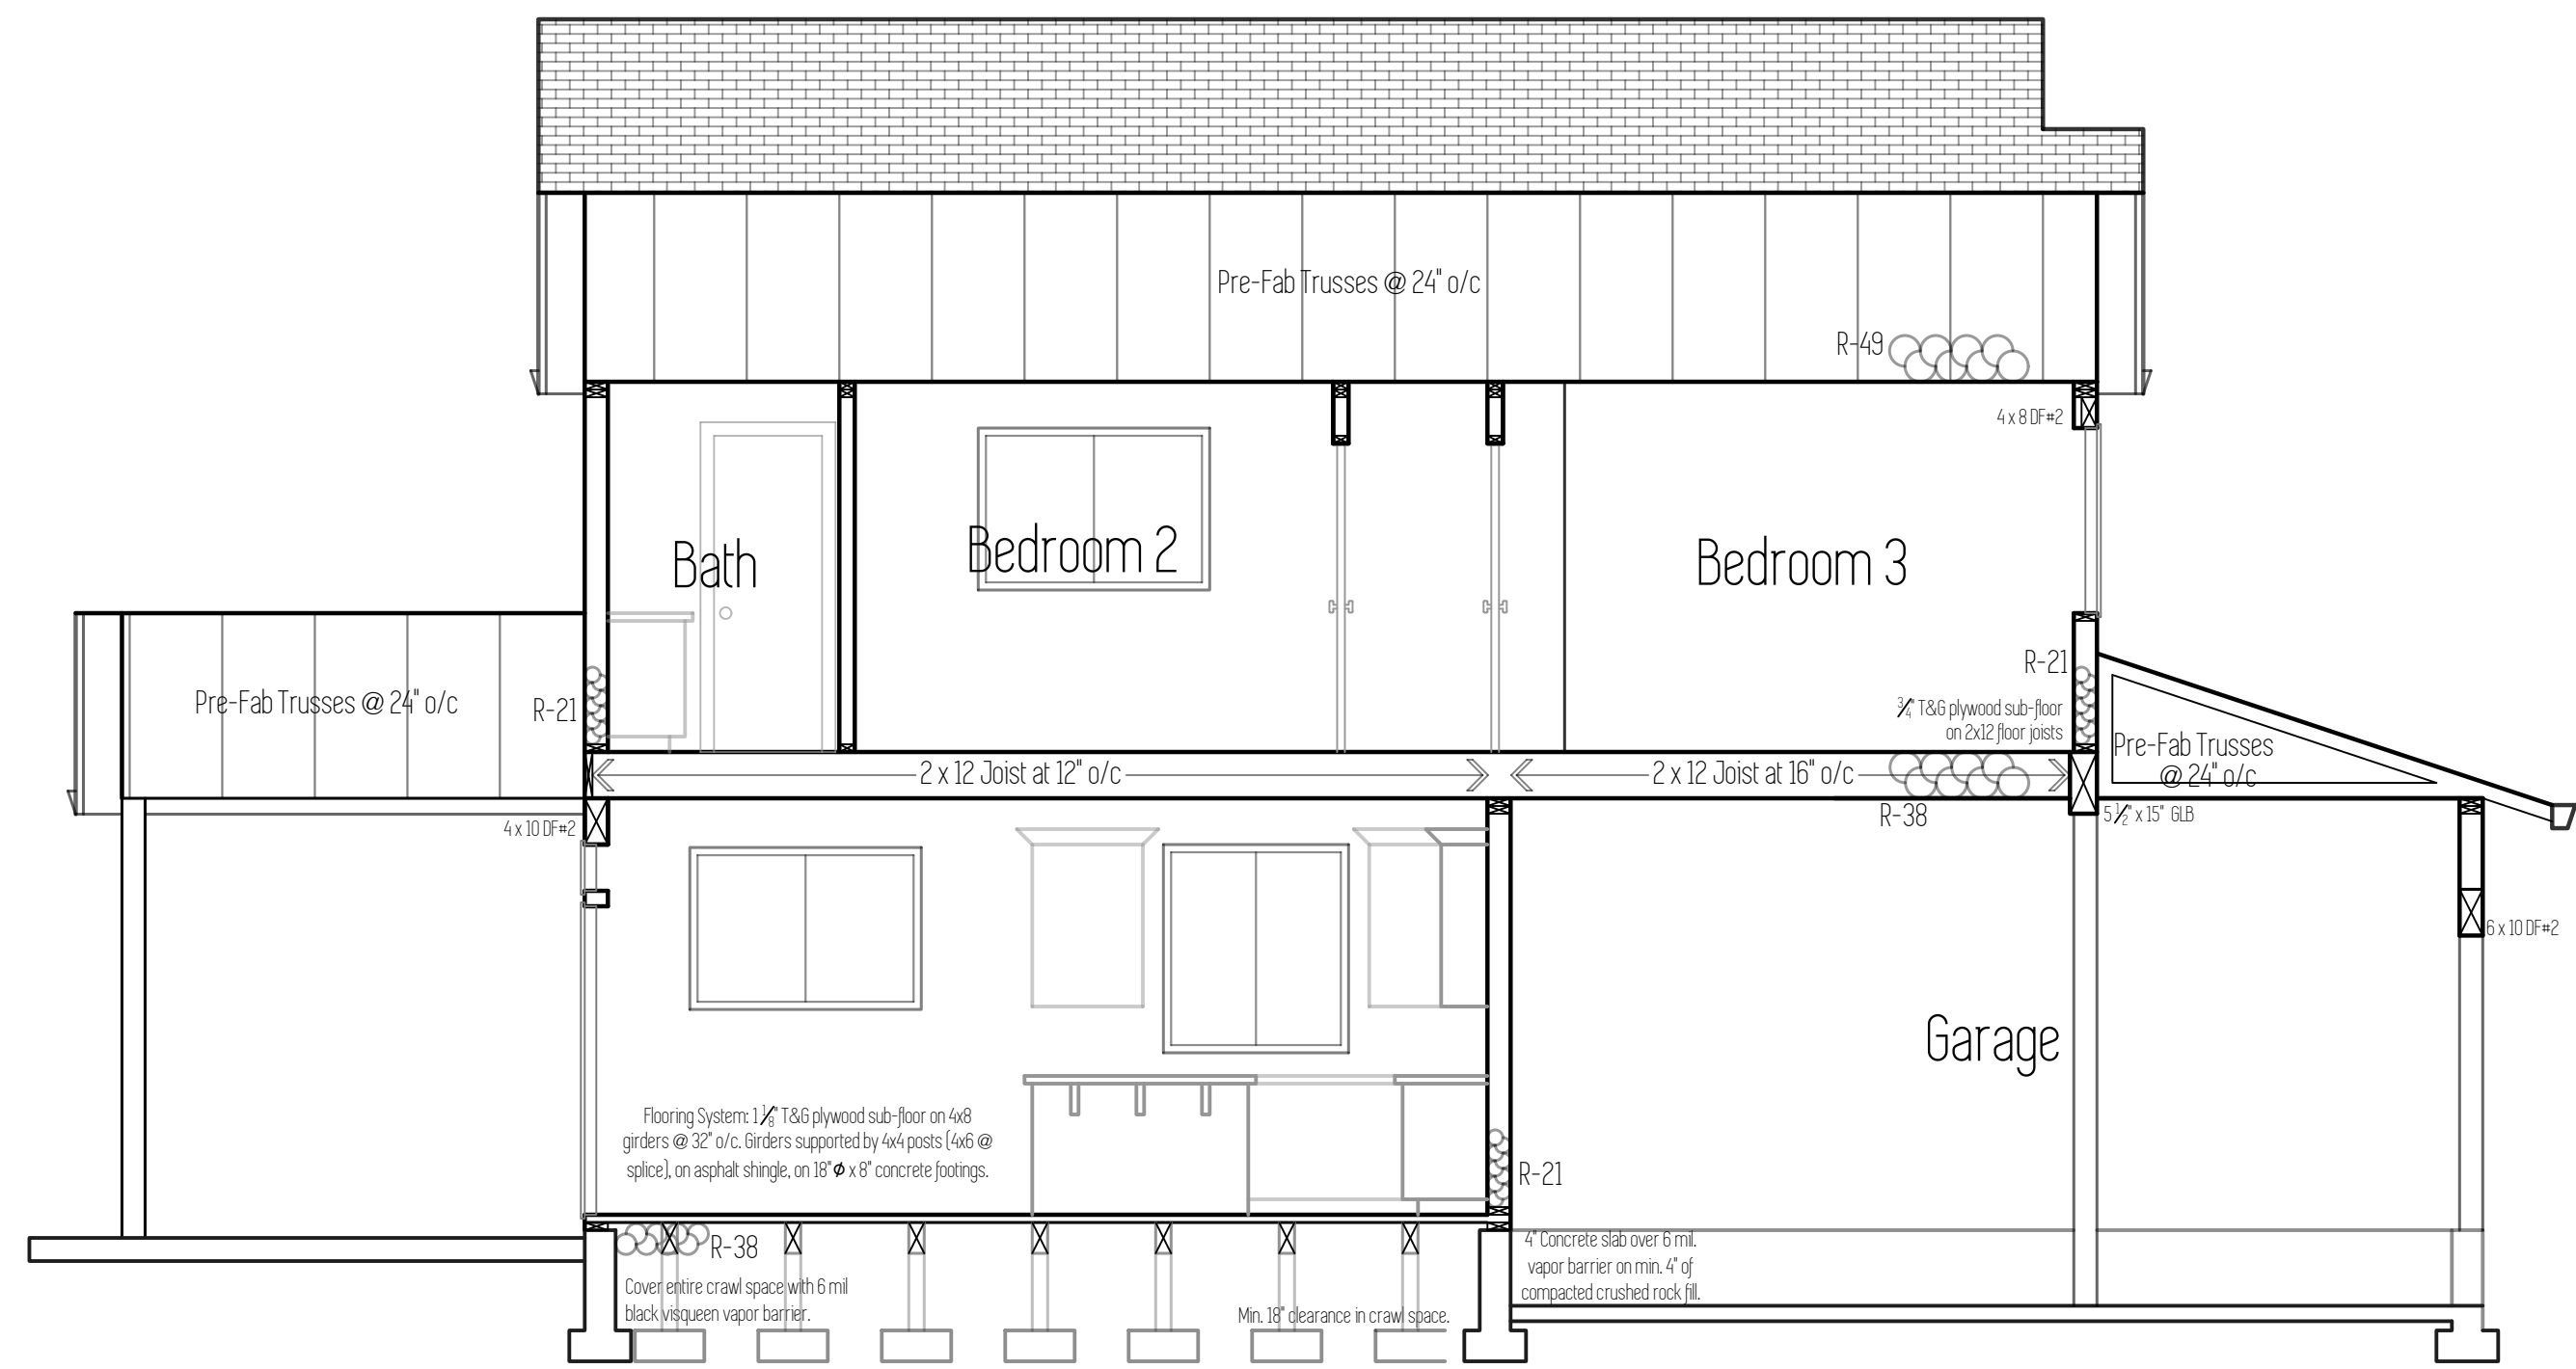 Pre-Fab Trusses @ 24" o/c
R-49
4 x 8 DF#2
Bath
Bedroom 2
Bedroom 3
R-21
Pre-Fab Trusses @ 24" o/c
R-21
3/4" T&G plywood sub-floor
on 2x12 floor joists
Pre-Fab Trusses
@ 24" o/c
2 x 12 Joist at 12" o/c
2 x 12 Joist at 16" o/c
R-38
5 1/2" x 15" GLB
4 x 10 DF#2
6 x 10 DF#2
Garage
Flooring System: 1 1/8" T&G plywood sub-floor on 4x8
girders @ 32" o/c. Girders supported by 4x4 posts (4x6 @
splice), on asphalt shingle, on 18"ϕ x 8" concrete footings.
R-21
R-38
4" Concrete slab over 6 mil.
vapor barrier on min. 4" of
compacted crushed rock fill.
Cover entire crawl space with 6 mil
black visqueen vapor barrier.
Min. 18" clearance in crawl space.